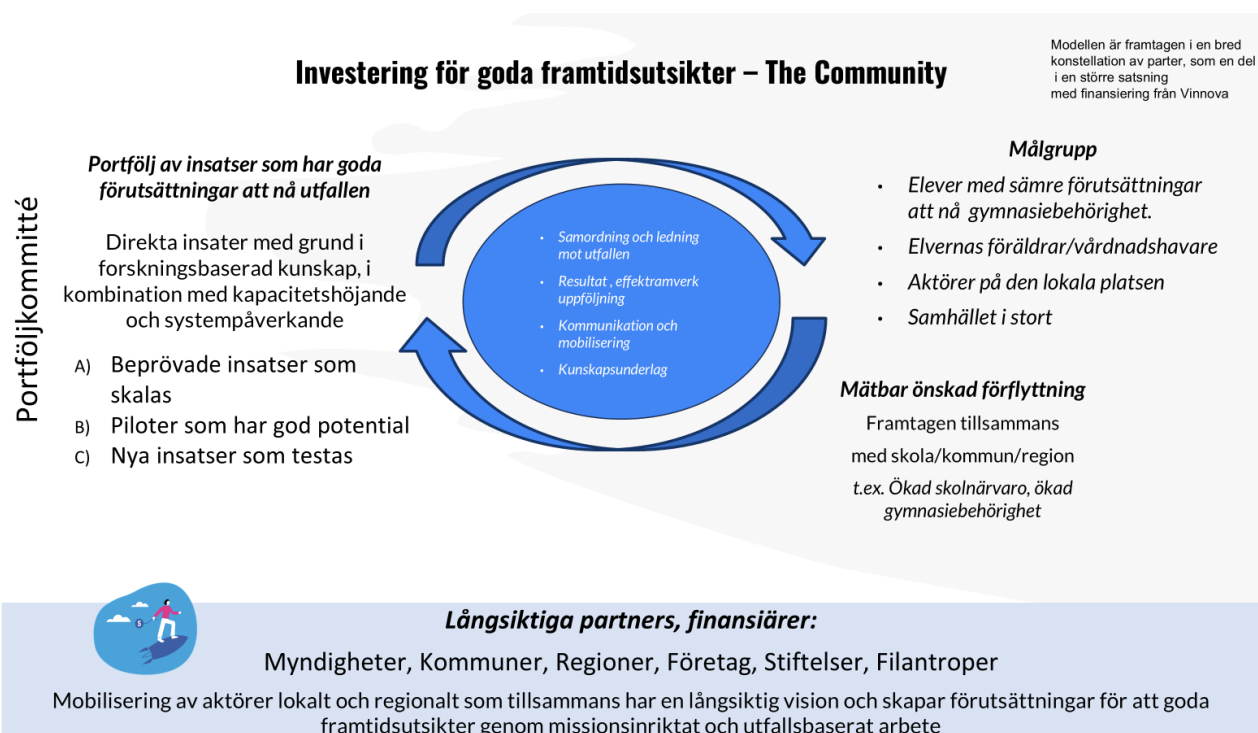 Investering för goda framtidsutsikter – The Community
Modellen är framtagen i en bred
konstellation av parter, som en del
i en större satsning
med finansiering från Vinnova
Portföljkommitté
Portfölj av insatser som har goda
förutsättningar att nå utfallen
Direkta insater med grund i
forskningsbaserad kunskap, i
kombination med kapacitetshöjande
och systempåverkande
A) Beprövade insatser som
skalas
B) Piloter som har god potential
C) Nya insatser som testas
• Samordning och ledning
mot utfallen
• Resultat , effektramverk
uppföljning
• Kommunikation och
mobilisering
• Kunskapsunderlag
Målgrupp
• Elever med sämre förutsättningar
att nå gymnasiebehörighet.
• Elvernas föräldrar/vårdnadshavare
• Aktörer på den lokala platsen
• Samhället i stort
Mätbar önskad förflyttning
Framtagen tillsammans
med skola/kommun/region
t.ex. Ökad skolnärvaro, ökad
gymnasiebehörighet
$
Långsiktiga partners, finansiärer:
Myndigheter, Kommuner, Regioner, Företag, Stiftelser, Filantroper
Mobilisering av aktörer lokalt och regionalt som tillsammans har en långsiktig vision och skapar förutsättningar för att goda
framtidsutsikter genom missionsinriktat och utfallsbaserat arbete